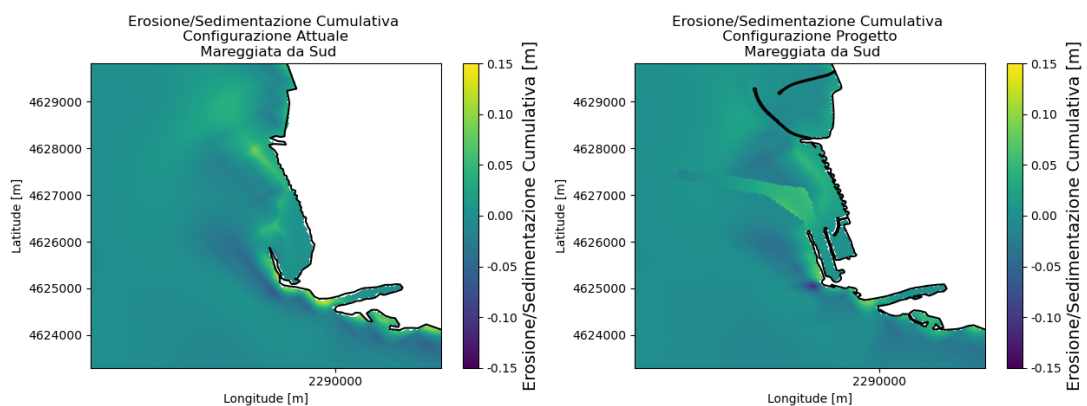 Erosione/Sedimentazione Cumulativa
Configurazione Attuale
Mareggiata da Sud
4629000
4628000
4627000
4626000
4625000
4624000
Latitude [m]
2290000
Longitude [m]
0.15
0.10
0.05
0.00
-0.05
-0.10
-0.15
Erosione/Sedimentazione Cumulativa [m]
Erosione/Sedimentazione Cumulativa
Configurazione Progetto
Mareggiata da Sud
4629000
4628000
4627000
4626000
4625000
4624000
Latitude [m]
2290000
Longitude [m]
0.15
0.10
0.05
0.00
-0.05
-0.10
-0.15
Erosione/Sedimentazione Cumulativa [m]